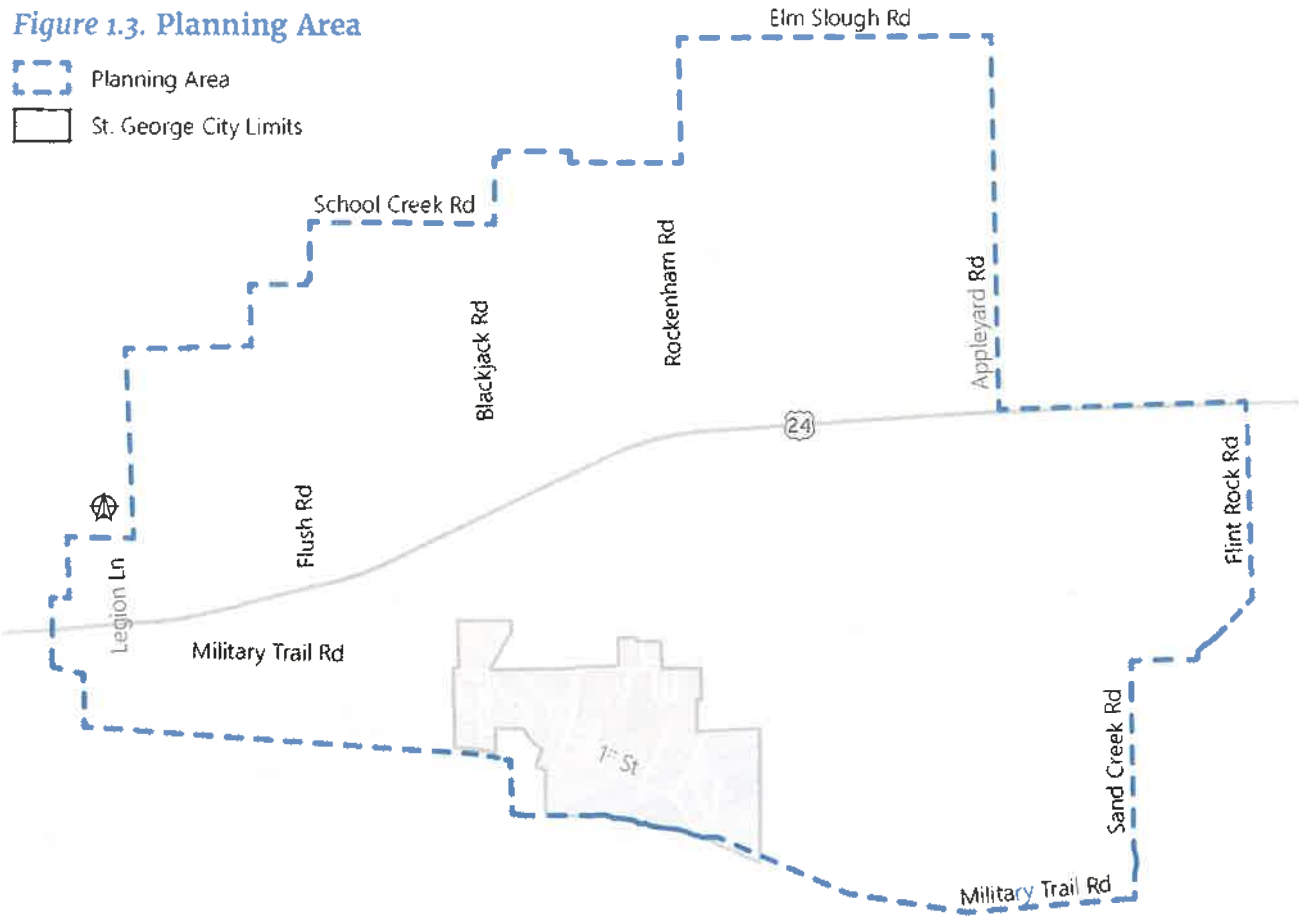 Figure 1.3. Planning Area
Planning Area
St. George City Limits
Elm Slough Rd
School Creek Rd
Rockenham Rd
Blackjack Rd
Appleyard Rd
24
Flint Rock Rd
Flush Rd
Legion Ln
Military Trail Rd
1st St
Sand Creek Rd
Military Trail Rd